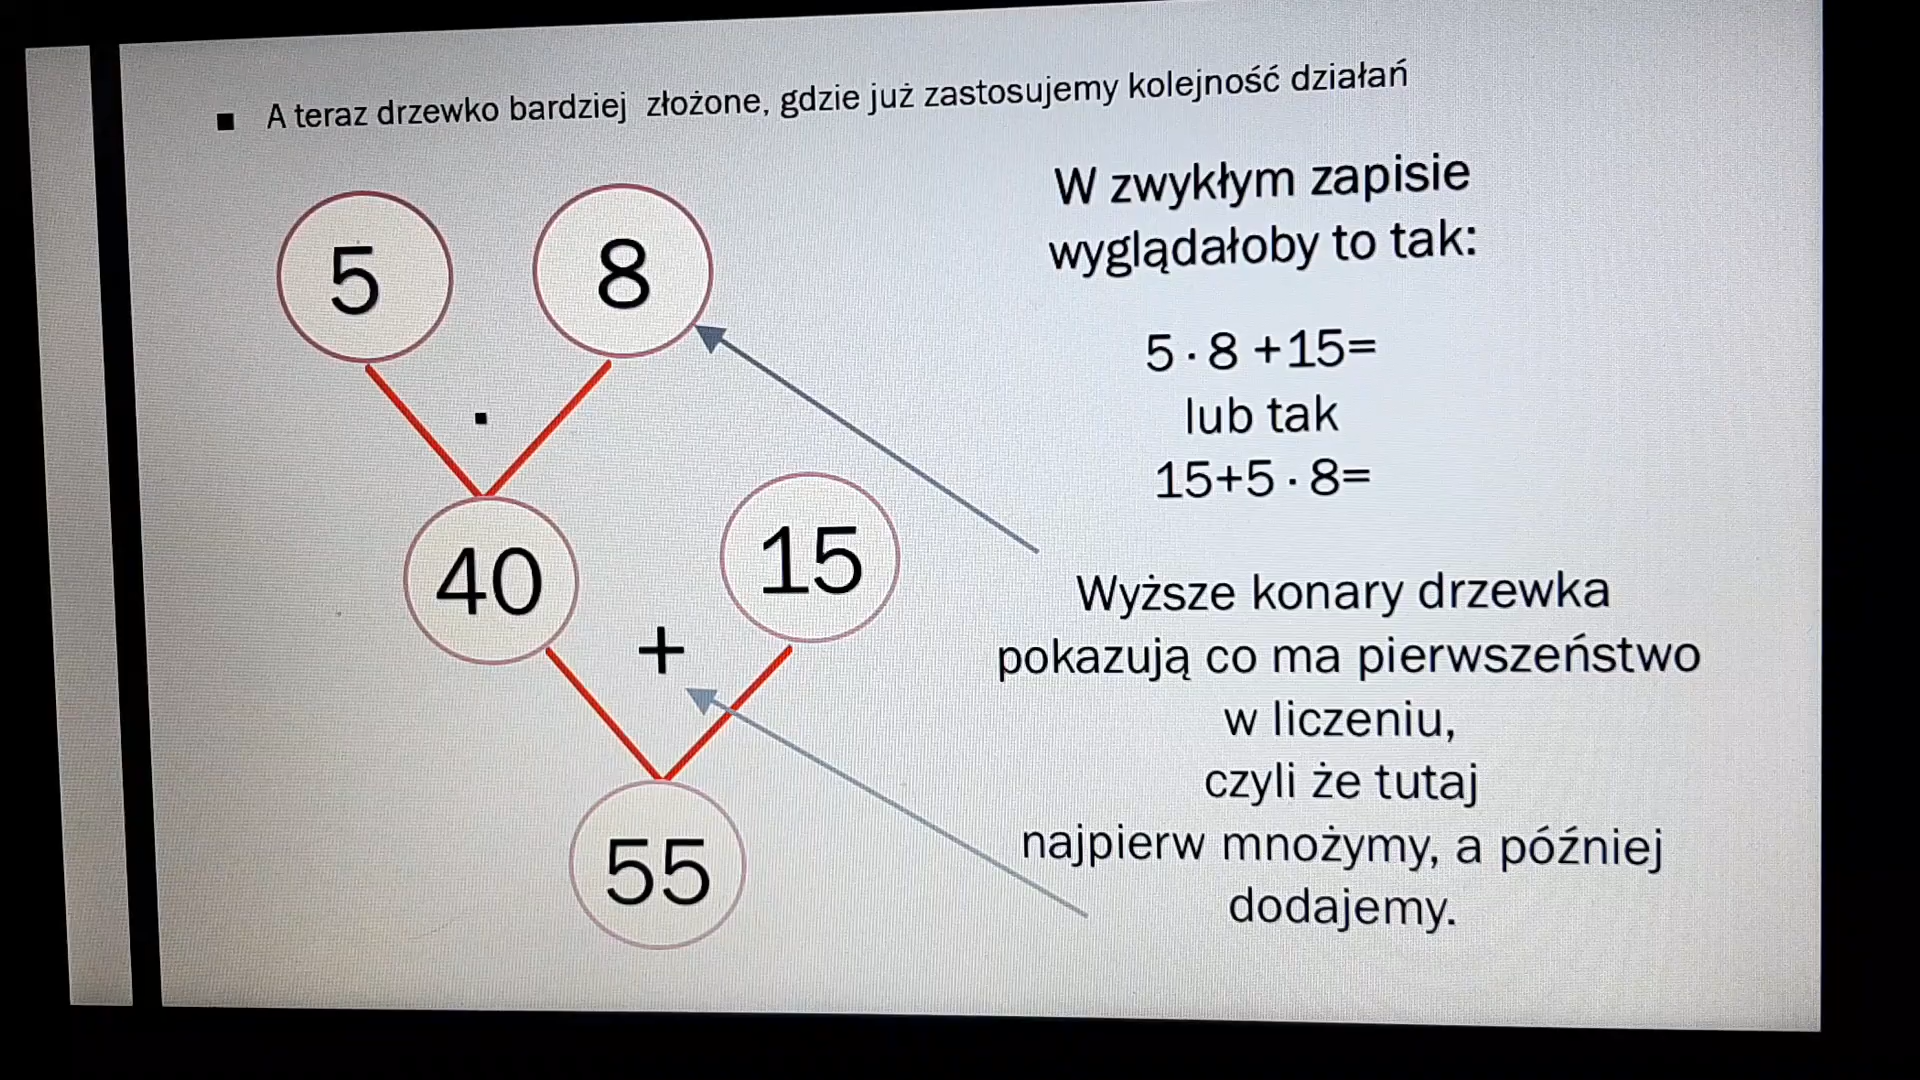 ▪ A teraz drzewko bardziej złożone, gdzie już zastosujemy kolejność działań
W zwykłym zapisie
wyglądałoby to tak:
5 8
·
5 · 8 +15=
lub tak
15+5 · 8=
40 15
+
55
Wyższe konary drzewka
pokazują co ma pierwszeństwo
w liczeniu,
czyli że tutaj
najpierw mnożymy, a później
dodajemy.